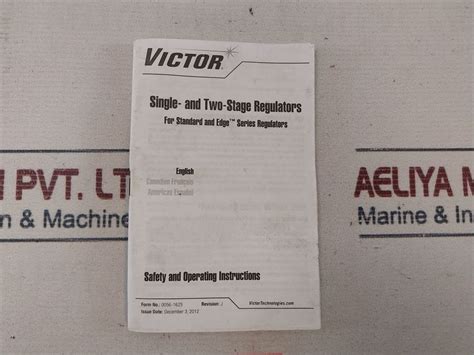 VICTOR
Single- and Two-Stage Regulators
For Standard and Edge™ Series Regulators
English
Canadian Français
Americas Español
I PVT. LT
AELIYA M
n & Machine
Marine & In
Safety and Operating Instructions
Form No.: 0056-1625
Revision: J
VictorTechnologies.com
Issue Date: December 3, 2012